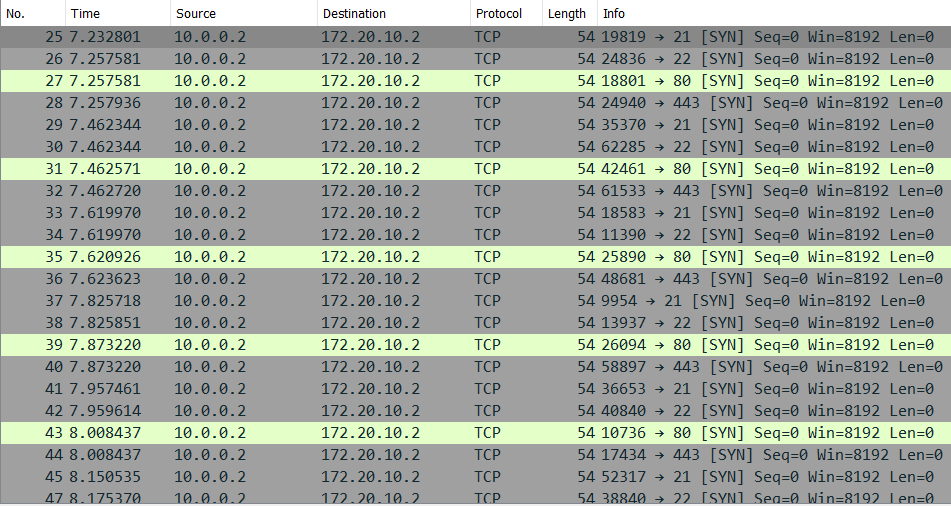 No. Time Source Destination Protocol Length Info
25 7.232801 10.0.0.2 172.20.10.2 TCP 54 19819 → 21 [SYN] Seq=0 Win=8192 Len=0
26 7.257581 10.0.0.2 172.20.10.2 TCP 54 24836 → 22 [SYN] Seq=0 Win=8192 Len=0
27 7.257581 10.0.0.2 172.20.10.2 TCP 54 18801 → 80 [SYN] Seq=0 Win=8192 Len=0
28 7.257936 10.0.0.2 172.20.10.2 TCP 54 24940 → 443 [SYN] Seq=0 Win=8192 Len=0
29 7.462344 10.0.0.2 172.20.10.2 TCP 54 35370 → 21 [SYN] Seq=0 Win=8192 Len=0
30 7.462344 10.0.0.2 172.20.10.2 TCP 54 62285 → 22 [SYN] Seq=0 Win=8192 Len=0
31 7.462571 10.0.0.2 172.20.10.2 TCP 54 42461 → 80 [SYN] Seq=0 Win=8192 Len=0
32 7.462720 10.0.0.2 172.20.10.2 TCP 54 61533 → 443 [SYN] Seq=0 Win=8192 Len=0
33 7.619970 10.0.0.2 172.20.10.2 TCP 54 18583 → 21 [SYN] Seq=0 Win=8192 Len=0
34 7.619970 10.0.0.2 172.20.10.2 TCP 54 11390 → 22 [SYN] Seq=0 Win=8192 Len=0
35 7.620926 10.0.0.2 172.20.10.2 TCP 54 25890 → 80 [SYN] Seq=0 Win=8192 Len=0
36 7.623623 10.0.0.2 172.20.10.2 TCP 54 48681 → 443 [SYN] Seq=0 Win=8192 Len=0
37 7.825718 10.0.0.2 172.20.10.2 TCP 54 9954 → 21 [SYN] Seq=0 Win=8192 Len=0
38 7.825851 10.0.0.2 172.20.10.2 TCP 54 13937 → 22 [SYN] Seq=0 Win=8192 Len=0
39 7.873220 10.0.0.2 172.20.10.2 TCP 54 26094 → 80 [SYN] Seq=0 Win=8192 Len=0
40 7.873220 10.0.0.2 172.20.10.2 TCP 54 58897 → 443 [SYN] Seq=0 Win=8192 Len=0
41 7.957461 10.0.0.2 172.20.10.2 TCP 54 36653 → 21 [SYN] Seq=0 Win=8192 Len=0
42 7.959614 10.0.0.2 172.20.10.2 TCP 54 40840 → 22 [SYN] Seq=0 Win=8192 Len=0
43 8.008437 10.0.0.2 172.20.10.2 TCP 54 10736 → 80 [SYN] Seq=0 Win=8192 Len=0
44 8.008437 10.0.0.2 172.20.10.2 TCP 54 17434 → 443 [SYN] Seq=0 Win=8192 Len=0
45 8.150535 10.0.0.2 172.20.10.2 TCP 54 52317 → 21 [SYN] Seq=0 Win=8192 Len=0
47 8.175370 10.0.0.2 172.20.10.2 TCP 54 38840 → 22 [SYN] Seq=0 Win=8192 Len=0